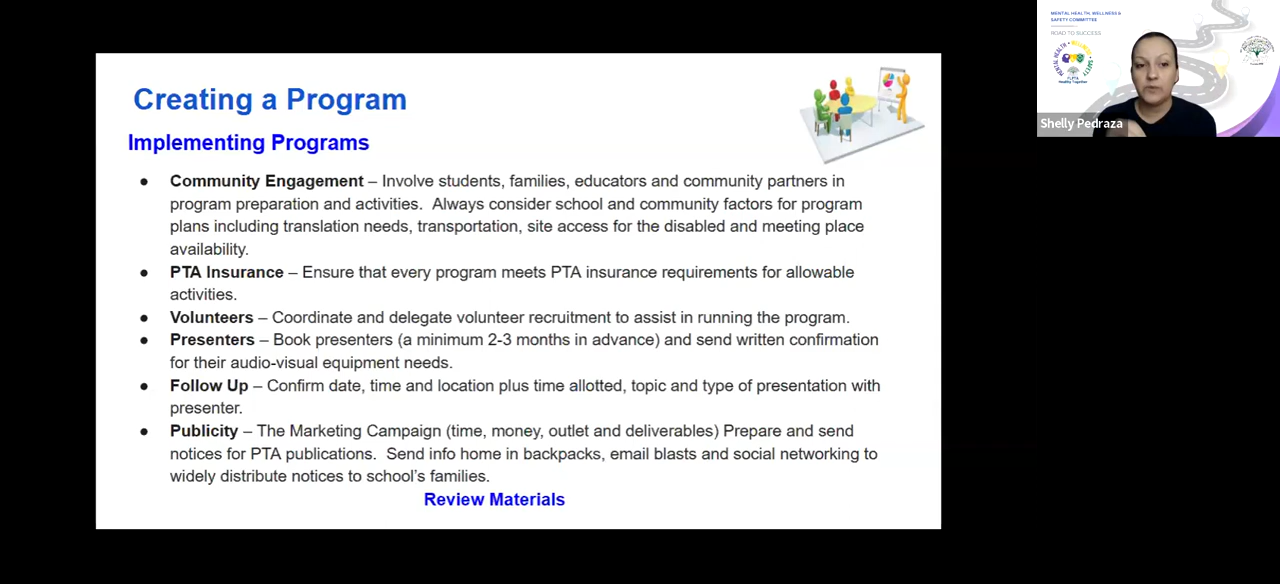 Creating a Program
Implementing Programs
● Community Engagement – Involve students, families, educators and community partners in
program preparation and activities.  Always consider school and community factors for program
plans including translation needs, transportation, site access for the disabled and meeting place
availability.
● PTA Insurance – Ensure that every program meets PTA insurance requirements for allowable
activities.
● Volunteers – Coordinate and delegate volunteer recruitment to assist in running the program.
● Presenters – Book presenters (a minimum 2-3 months in advance) and send written confirmation
for their audio-visual equipment needs.
● Follow Up – Confirm date, time and location plus time allotted, topic and type of presentation with
presenter.
● Publicity – The Marketing Campaign (time, money, outlet and deliverables) Prepare and send
notices for PTA publications.  Send info home in backpacks, email blasts and social networking to
widely distribute notices to school's families.
Review Materials
MENTAL HEALTH, WELLNESS &
SAFETY COMMITTEE
ROAD TO SUCCESS
MENTAL HEALTH • WELLNESS • SAFETY
Healthy Together
Shelly Pedraza